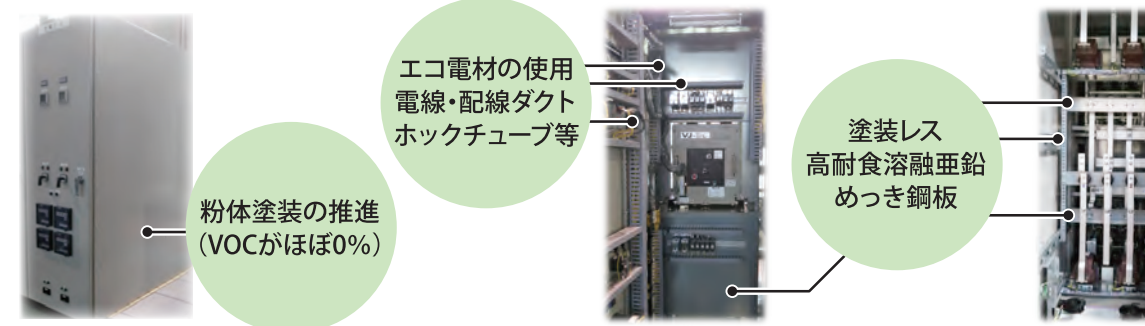 粉体塗装の推進
（VOCがほぼ0％）
エコ電材の使用
電線・配線ダクト
ホックチューブ等
塗装レス
高耐食溶融亜鉛
めっき鋼板